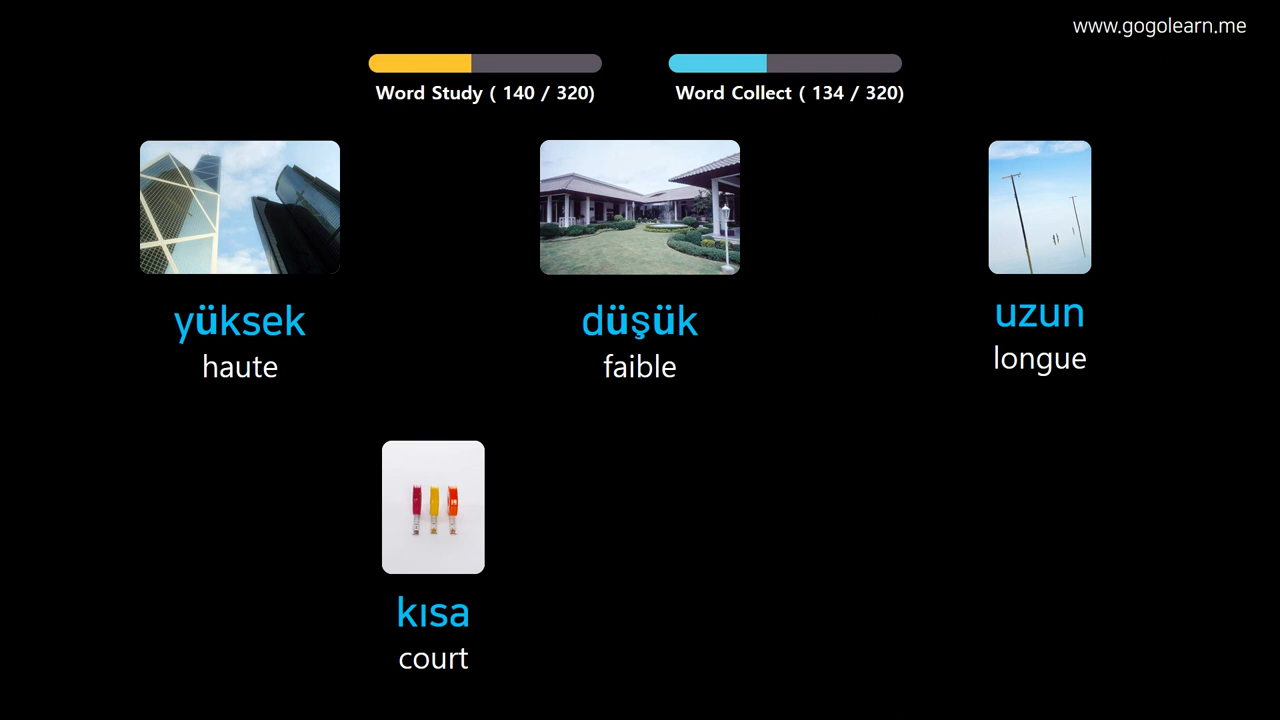 www.gogolearn.me
Word Study ( 140 / 320)
Word Collect ( 134 / 320)
yüksek
haute
düşük
faible
uzun
longue
kısa
court